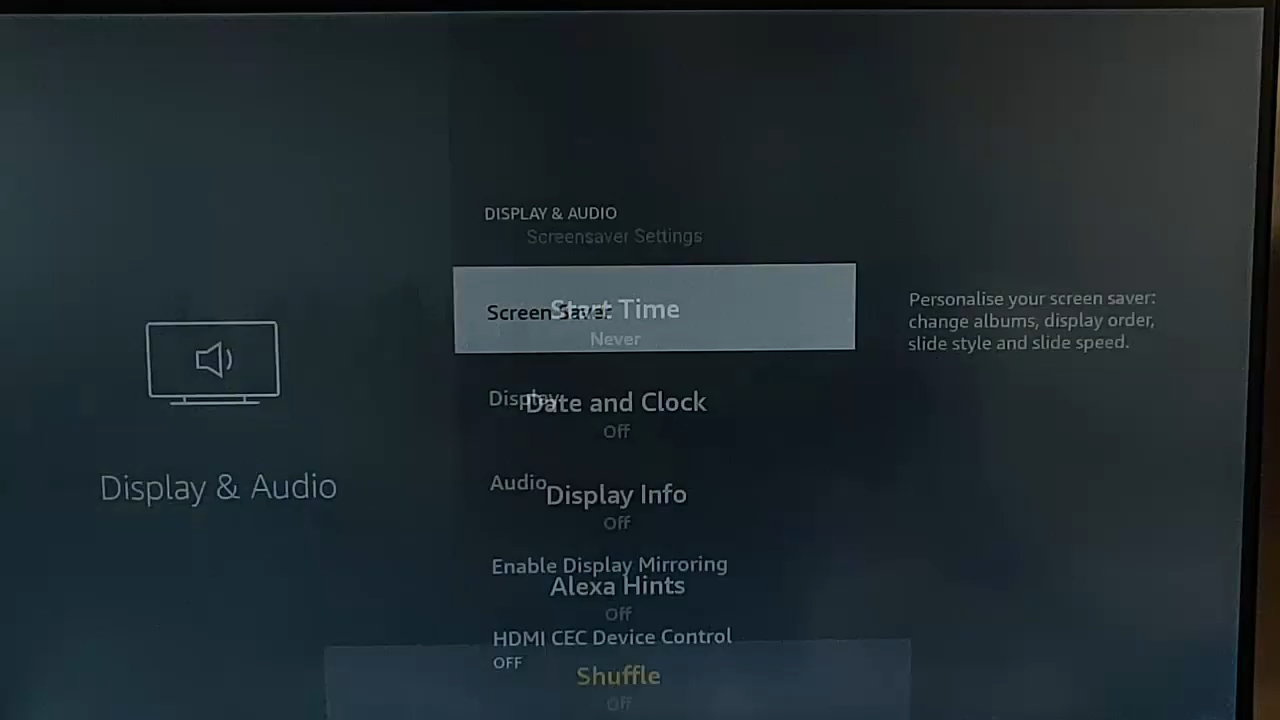 DISPLAY & AUDIO
Screensaver Settings
Screen Saver
Start Time
Never
Personalise your screen saver:
change albums, display order,
slide style and slide speed.
Display
Date and Clock
Off
Display & Audio
Audio
Display Info
Off
Enable Display Mirroring
Alexa Hints
Off
HDMI CEC Device Control
OFF
Shuffle
Off